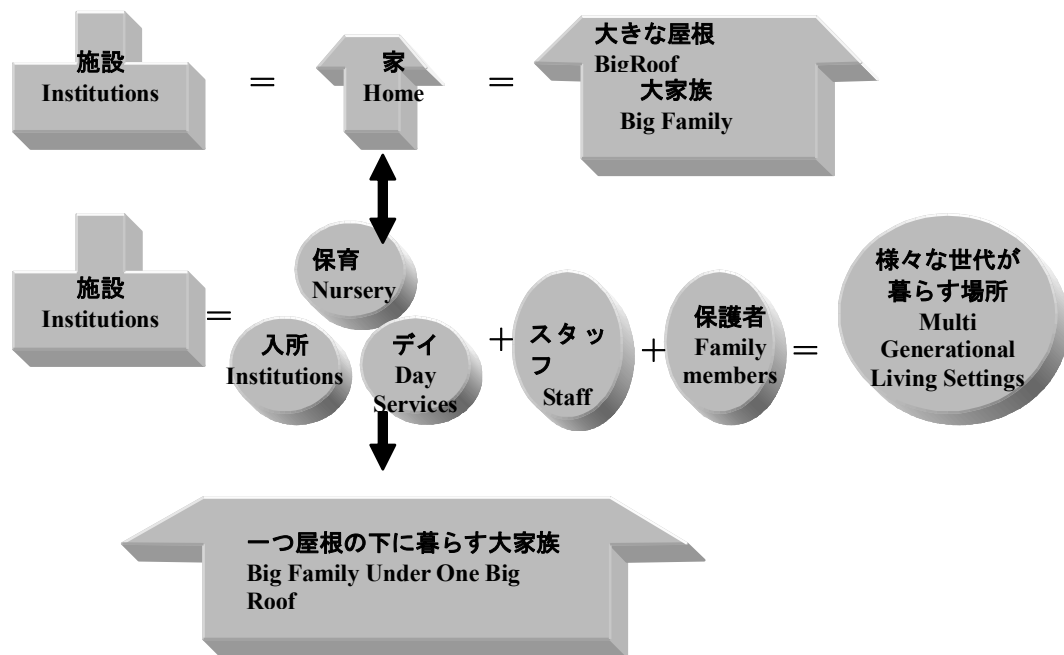 施設
Institutions
=
家
Home
=
大きな屋根
BigRoof
大家族
Big Family
施設
Institutions
=
保育
Nursery
入所
Institutions
デイ
Day
Services
+
スタッ
フ
Staff
+
保護者
Family
members
=
様々な世代が
暮らす場所
Multi
Generational
Living Settings
一つ屋根の下に暮らす大家族
Big Family Under One Big
Roof